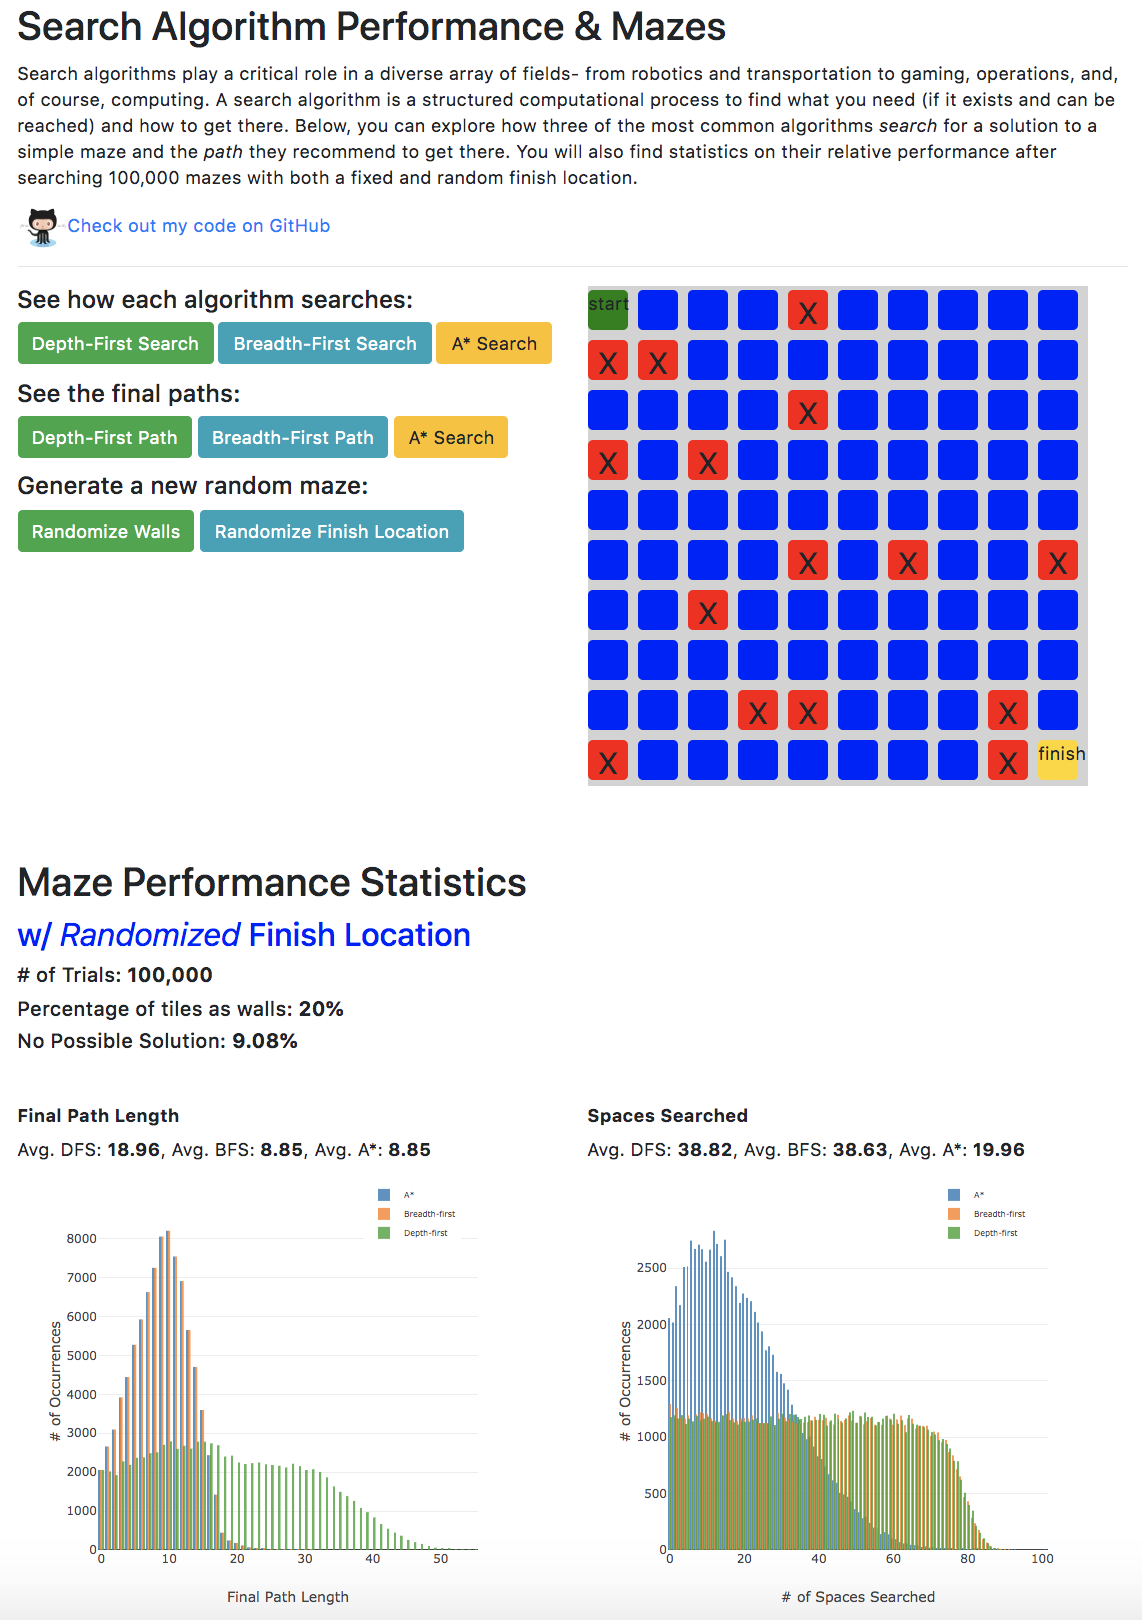 Search Algorithm Performance & Mazes
Search algorithms play a critical role in a diverse array of fields- from robotics and transportation to gaming, operations, and,
of course, computing. A search algorithm is a structured computational process to find what you need (if it exists and can be
reached) and how to get there. Below, you can explore how three of the most common algorithms search for a solution to a
simple maze and the path they recommend to get there. You will also find statistics on their relative performance after
searching 100,000 mazes with both a fixed and random finish location.
Check out my code on GitHub
See how each algorithm searches:
Depth-First Search Breadth-First Search A* Search
See the final paths:
Depth-First Path Breadth-First Path A* Search
Generate a new random maze:
Randomize Walls Randomize Finish Location
start X
X X
X
X X
X X X
X
X X X
X X finish
Maze Performance Statistics
w/ Randomized Finish Location
# of Trials: 100,000
Percentage of tiles as walls: 20%
No Possible Solution: 9.08%
Final Path Length
Avg. DFS: 18.96, Avg. BFS: 8.85, Avg. A*: 8.85
A*
Breadth-first
Depth-first
8000
7000
6000
5000
4000
3000
2000
1000
0
# of Occurrences
0 10 20 30 40 50
Final Path Length
Spaces Searched
Avg. DFS: 38.82, Avg. BFS: 38.63, Avg. A*: 19.96
A*
Breadth-first
Depth-first
2500
2000
1500
1000
500
0
# of Occurrences
0 20 40 60 80 100
# of Spaces Searched